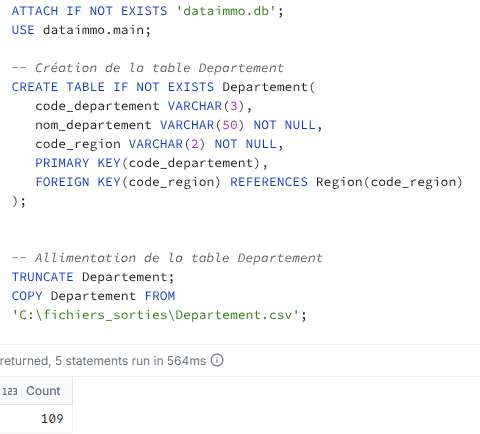 ATTACH IF NOT EXISTS 'dataimmo.db';
USE dataimmo.main;
-- Création de la table Departement
CREATE TABLE IF NOT EXISTS Departement(
code_departement VARCHAR(3),
nom_departement VARCHAR(50) NOT NULL,
code_region VARCHAR(2) NOT NULL,
PRIMARY KEY(code_departement),
FOREIGN KEY(code_region) REFERENCES Region(code_region)
);
-- Allimentation de la table Departement
TRUNCATE Departement;
COPY Departement FROM
'C:\fichiers_sorties\Departement.csv';
returned, 5 statements run in 564ms
123 Count
109